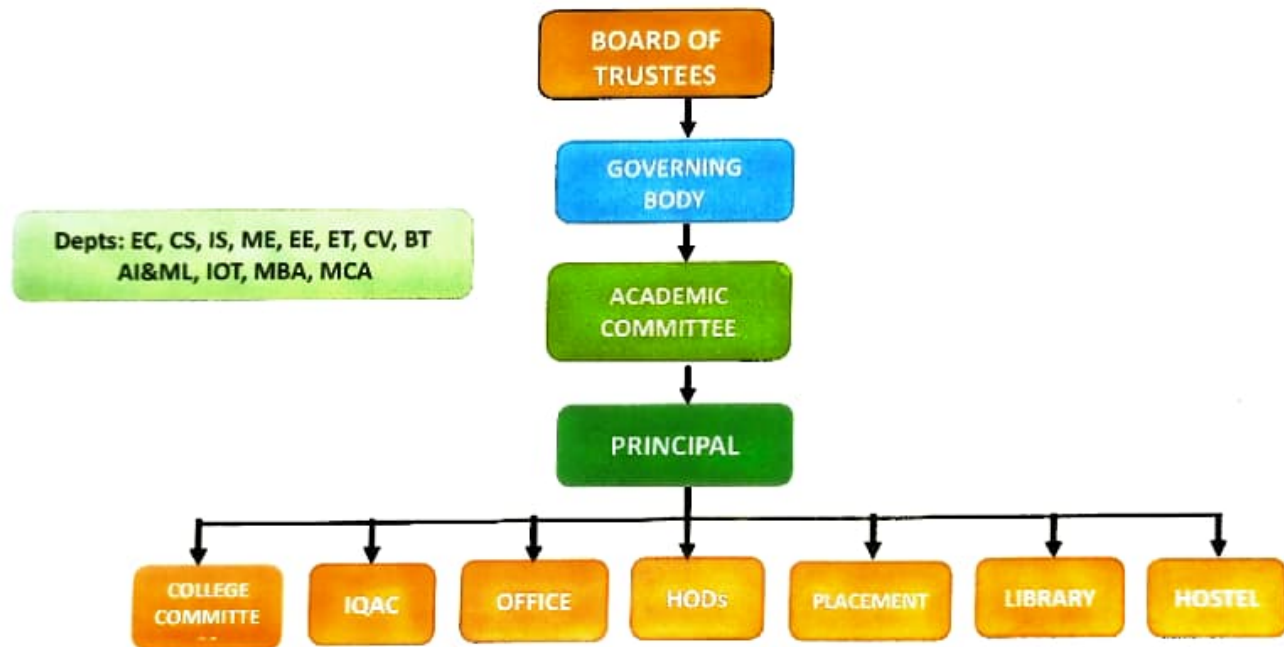 BOARD OF
TRUSTEES
GOVERNING
BODY
Depts: EC, CS, IS, ME, EE, ET, CV, BT
AI&ML, IOT, MBA, MCA
ACADEMIC
COMMITTEE
PRINCIPAL
COLLEGE
COMMITTE
IQAC
OFFICE
HODs
PLACEMENT
LIBRARY
HOSTEL